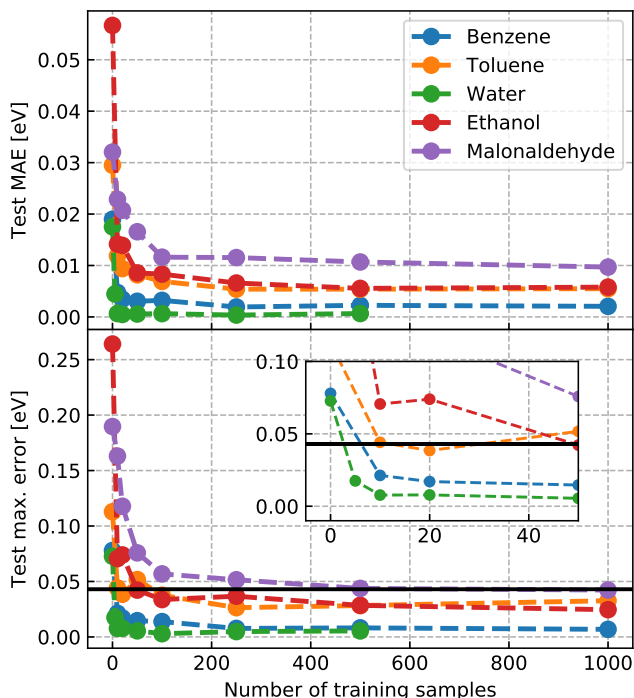 Test MAE [eV]
0.05
0.04
0.03
0.02
0.01
0.00
Benzene
Toluene
Water
Ethanol
Malonaldehyde
Test max. error [eV]
0.25
0.20
0.15
0.10
0.05
0.00
0.10
0.05
0.00
0 20 40
0 200 400 600 800 1000
Number of training samples